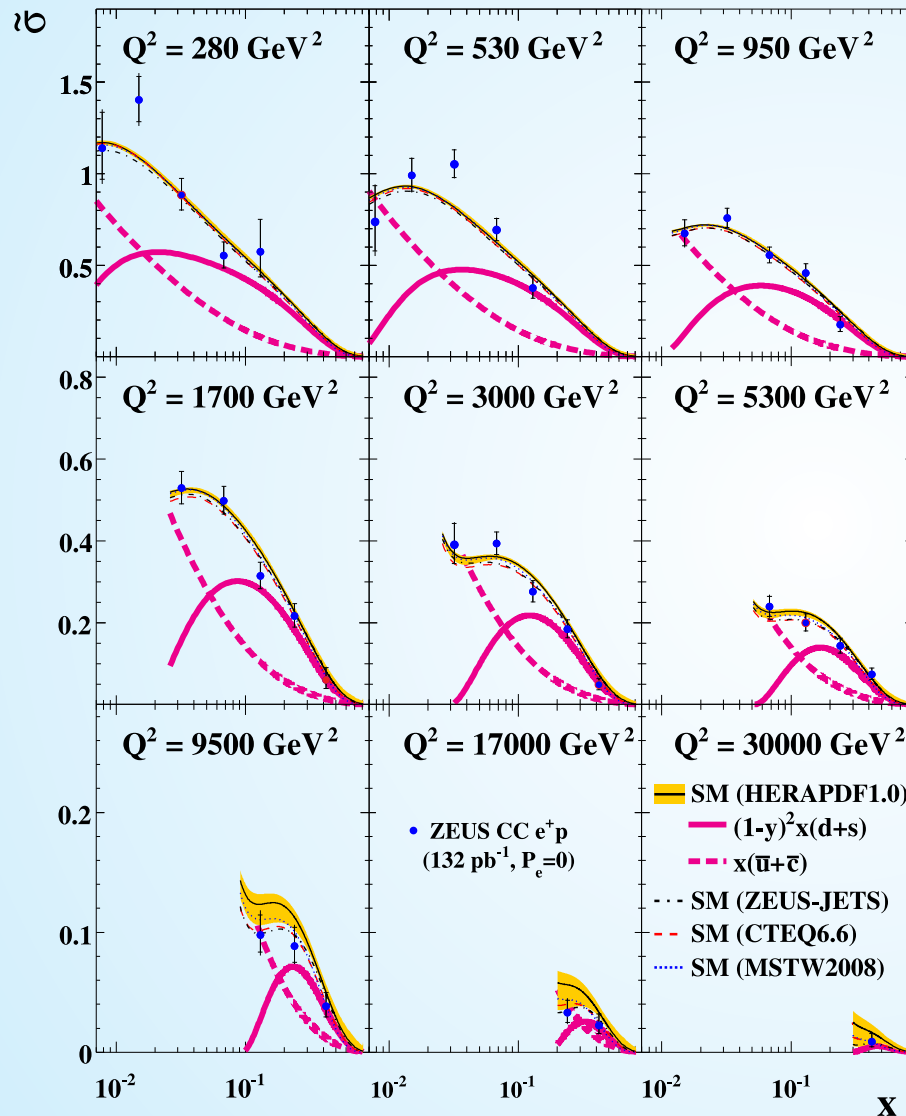 σ̃
Q² = 280 GeV² Q² = 530 GeV² Q² = 950 GeV²
1.5
1
0.5
Q² = 1700 GeV² Q² = 3000 GeV² Q² = 5300 GeV²
0.8
0.6
0.4
0.2
Q² = 9500 GeV² Q² = 17000 GeV² Q² = 30000 GeV²
0.2
0.1
0
ZEUS CC e⁺p
(132 pb⁻¹, Pₑ=0)
SM (HERAPDF1.0)
(1-y)²x(d+s)
x(u̅+c̅)
SM (ZEUS-JETS)
SM (CTEQ6.6)
SM (MSTW2008)
10⁻² 10⁻¹ 10⁻² 10⁻¹ 10⁻² 10⁻¹
x